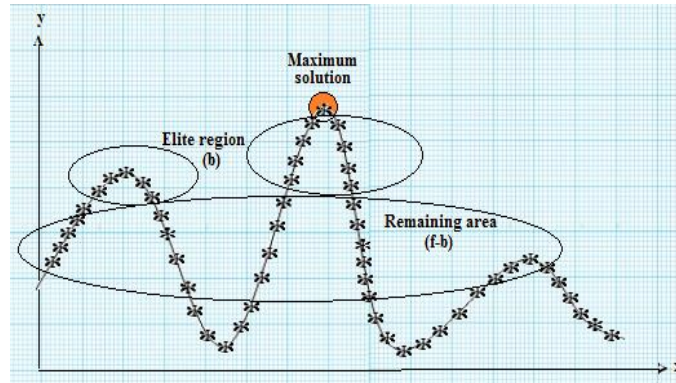 y
Maximum
solution
Elite region
(b)
Remaining area
(f-b)
x